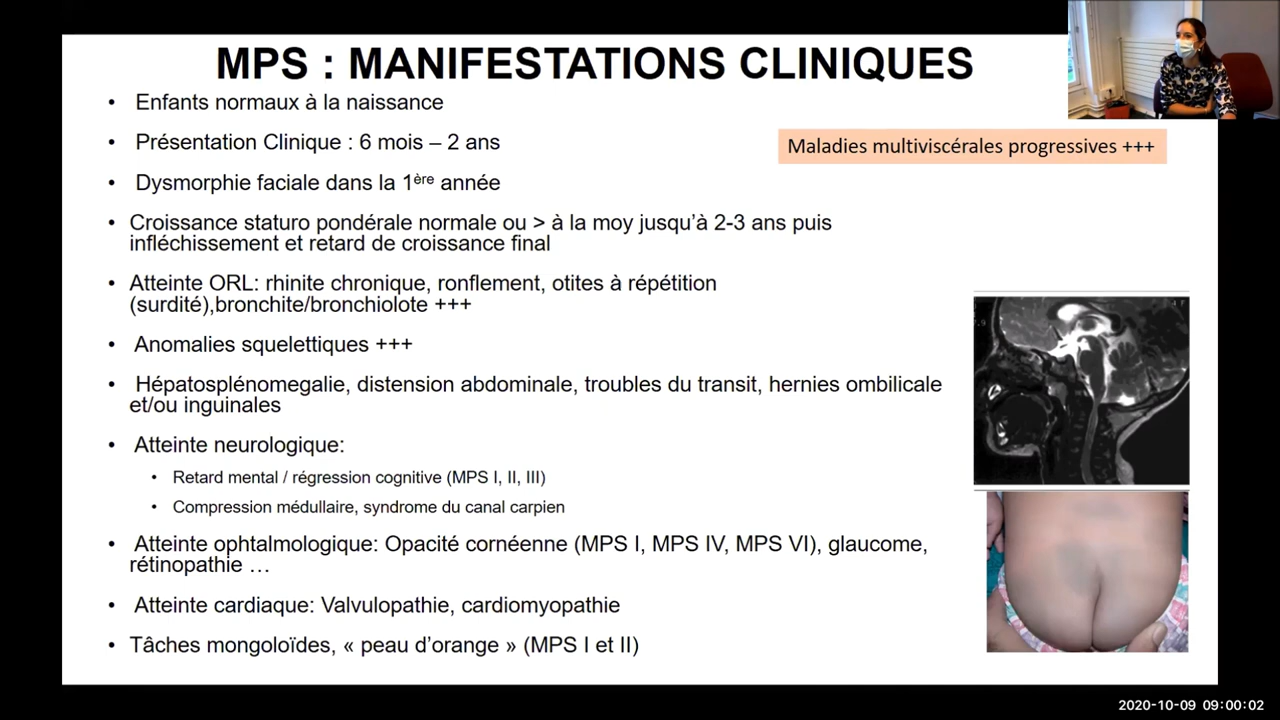 MPS : MANIFESTATIONS CLINIQUES
Enfants normaux à la naissance
Présentation Clinique : 6 mois – 2 ans
Maladies multiviscérales progressives +++
Dysmorphie faciale dans la 1ère année
Croissance staturo pondérale normale ou > à la moy jusqu'à 2-3 ans puis
infléchissement et retard de croissance final
Atteinte ORL: rhinite chronique, ronflement, otites à répétition
(surdité),bronchite/bronchiolote +++
Anomalies squelettiques +++
Hépatosplénomegalie, distension abdominale, troubles du transit, hernies ombilicale
et/ou inguinales
Atteinte neurologique:
Retard mental / régression cognitive (MPS I, II, III)
Compression médullaire, syndrome du canal carpien
Atteinte ophtalmologique: Opacité cornéenne (MPS I, MPS IV, MPS VI), glaucome,
rétinopathie …
Atteinte cardiaque: Valvulopathie, cardiomyopathie
Tâches mongoloïdes, « peau d'orange » (MPS I et II)
2020-10-09 09:00:02